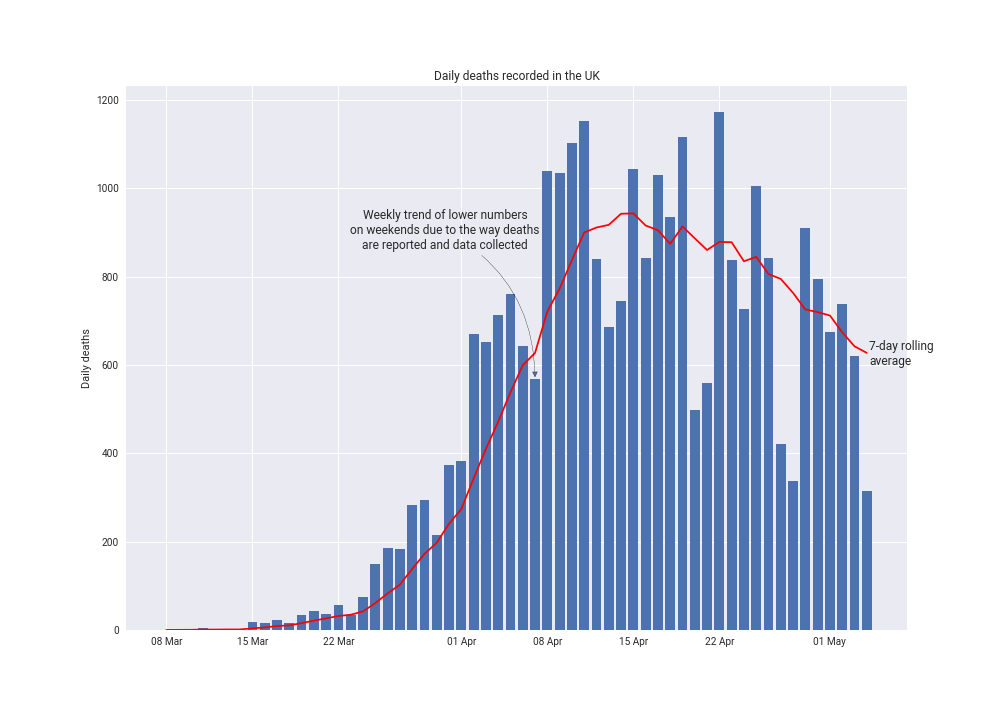 Daily deaths recorded in the UK
1200
1000
800
600
400
200
0
Daily deaths
Weekly trend of lower numbers
on weekends due to the way deaths
are reported and data collected
7-day rolling
average
08 Mar
15 Mar
22 Mar
01 Apr
08 Apr
15 Apr
22 Apr
01 May